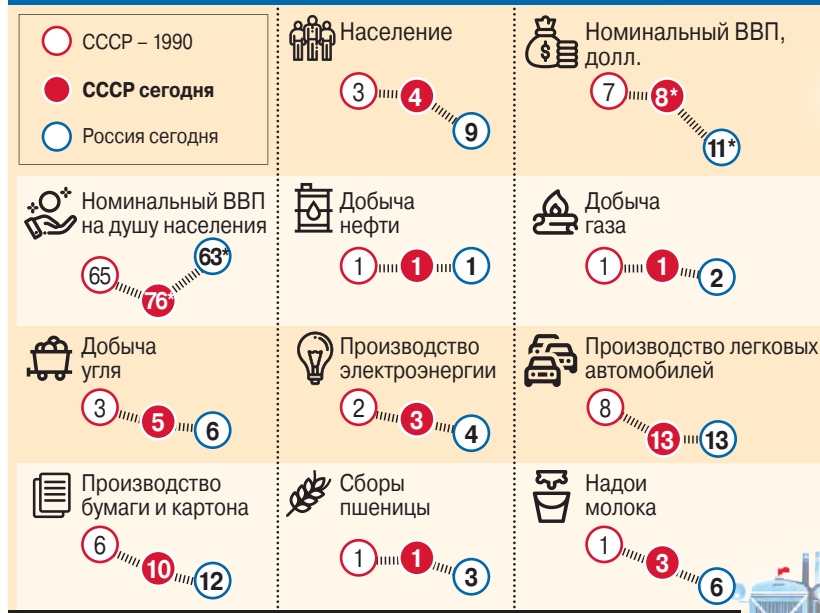 СССР – 1990
СССР сегодня
Россия сегодня
Население
3 4 9
Номинальный ВВП,
долл.
7 8* 11*
Номинальный ВВП
на душу населения
65 76* 63*
Добыча
нефти
1 1 1
Добыча
газа
1 1 2
Добыча
угля
3 5 6
Производство
электроэнергии
2 3 4
Производство легковых
автомобилей
8 13 13
Производство
бумаги и картона
6 10 12
Сборы
пшеницы
1 1 3
Надои
молока
1 3 6